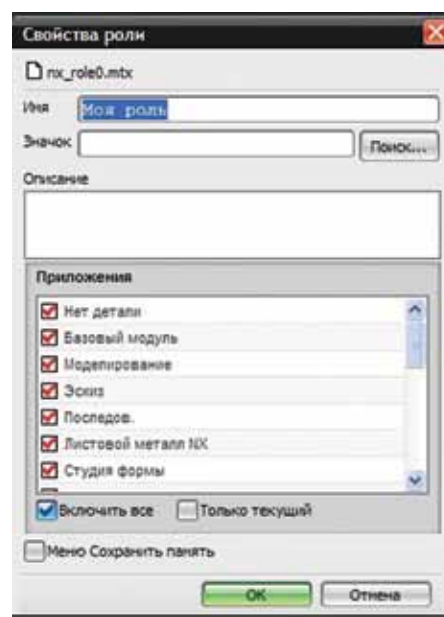 Свойства роли
nx_role0.mtx
Имя Моя роль
Значок Поиск...
Описание
Приложения
Нет детали
Базовый модуль
Моделирование
Эскиз
Последов.
Листовой металл NX
Студия формы
Включить все Только текущий
Меню Сохранить память
OK Отмена